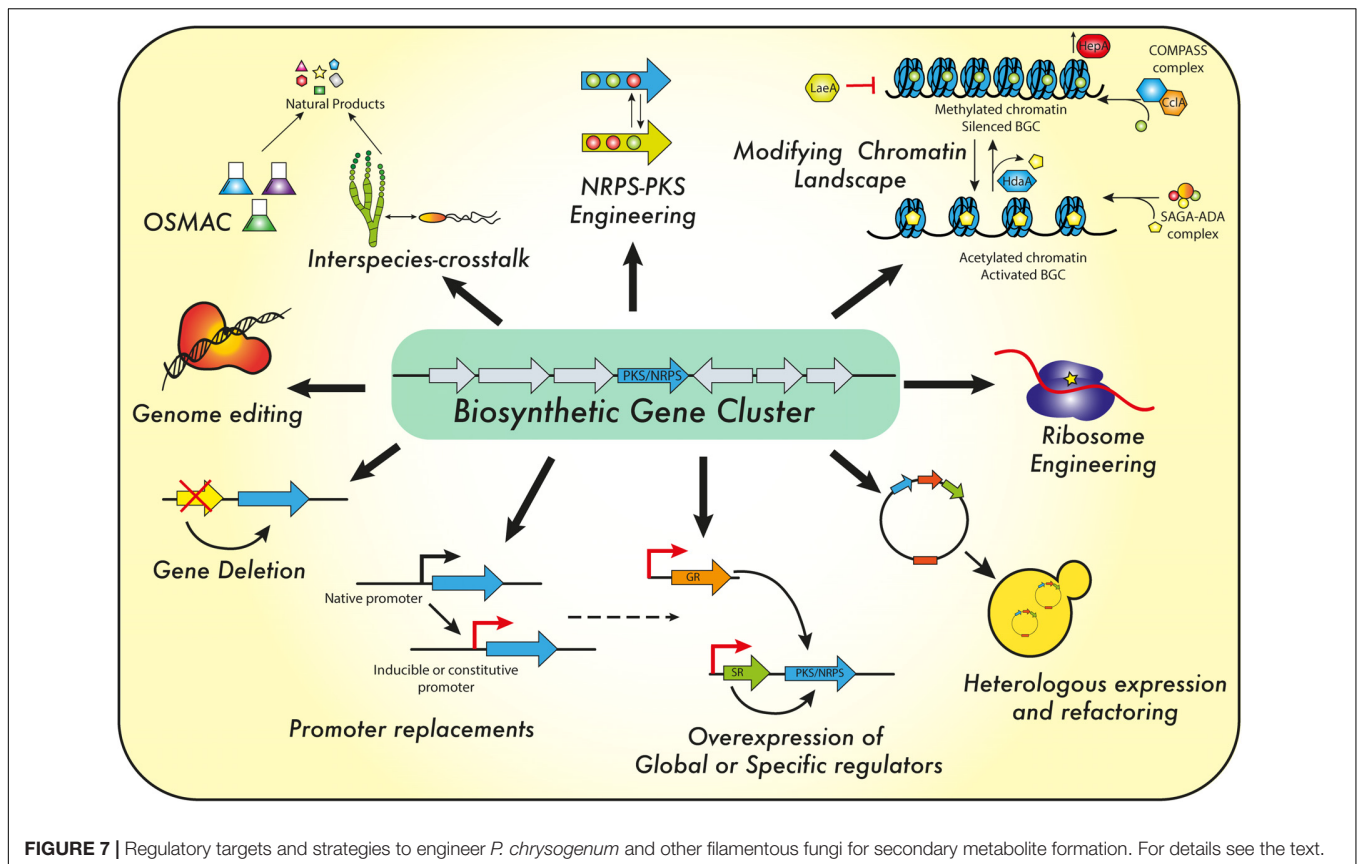 Natural Products
OSMAC
Interspecies-crosstalk
NRPS-PKS
Engineering
LaeA
HepA
COMPASS
complex
CclA
Methylated chromatin
Silenced BGC
Modifying Chromatin
Landscape
HdaA
SAGA-ADA
complex
Acetylated chromatin
Activated BGC
Genome editing
PKS/NRPS
Biosynthetic Gene Cluster
Ribosome
Engineering
Gene Deletion
Native promoter
Inducible or constitutive
promoter
Promoter replacements
GR
SR
PKS/NRPS
Overexpression of
Global or Specific regulators
Heterologous expression
and refactoring
FIGURE 7 | Regulatory targets and strategies to engineer P. chrysogenum and other filamentous fungi for secondary metabolite formation. For details see the text.